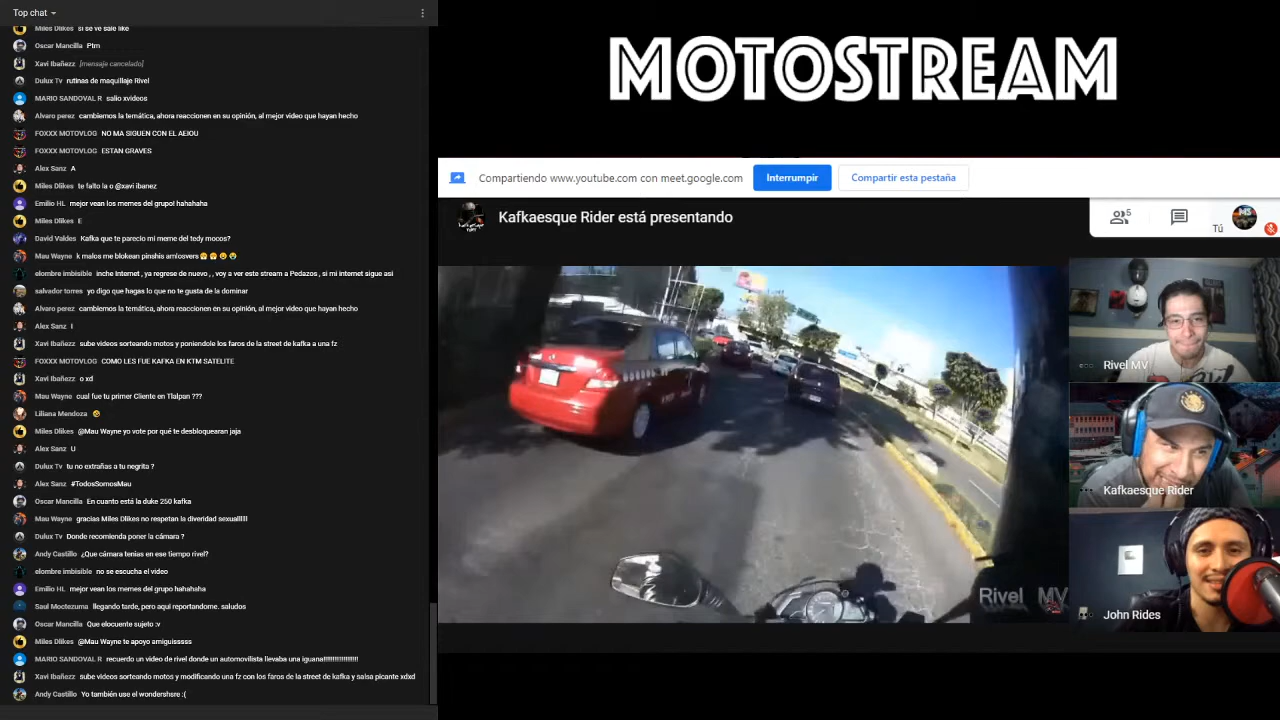 Top chat
Miles Dlikes si se ve sale like
Oscar Mancilla Ptm
Xavi Ibañezz [mensaje cancelado]
Dulux Tv rutinas de maquillaje Rivel
MARIO SANDOVAL R salio xvideos
Alvaro perez cambiemos la temática, ahora reaccionen en su opinión, al mejor video que hayan hecho
FOXXX MOTOVLOG NO MA SIGUEN CON EL AEIOU
FOXXX MOTOVLOG ESTAN GRAVES
Alex Sanz A
Miles Dlikes te falto la o @xavi ibanez
Emilio HL mejor vean los memes del grupo! hahahaha
Miles Dlikes E
David Valdes Kafka que te parecio mi meme del tedy mocos?
Mau Wayne k malos me blokean pinshis amlosvers
elombre imbisible inche Internet , ya regrese de nuevo , , voy a ver este stream a Pedazos , si mi internet sigue asi
salvador torres yo digo que hagas lo que no te gusta de la dominar
Alvaro perez cambiemos la temática, ahora reaccionen en su opinión, al mejor video que hayan hecho
Alex Sanz I
Xavi Ibañezz sube videos sorteando motos y poniendole los faros de la street de kafka a una fz
FOXXX MOTOVLOG COMO LES FUE KAFKA EN KTM SATELITE
Xavi Ibañezz o xd
Mau Wayne cual fue tu primer Cliente en Tlalpan ???
Liliana Mendoza
Miles Dlikes @Mau Wayne yo vote por qué te desbloquearan jaja
Alex Sanz U
Dulux Tv tu no extrañas a tu negrita ?
Alex Sanz #TodosSomosMau
Oscar Mancilla En cuanto está la duke 250 kafka
Mau Wayne gracias Miles Dlikes no respetan la diveridad sexuallllll
Dulux Tv Donde recomienda poner la cámara ?
Andy Castillo ¿Que cámara tenias en ese tiempo rivel?
elombre imbisible no se escucha el video
Emilio HL mejor vean los memes del grupo hahahaha
Saul Moctezuma llegando tarde, pero aqui reportandome. saludos
Oscar Mancilla Que elocuente sujeto :v
Miles Dlikes @Mau Wayne te apoyo amiguisssss
MARIO SANDOVAL R recuerdo un video de rivel donde un automovilista llevaba una iguana!!!!!!!!!!!!!!!!!!
Xavi Ibañezz sube videos sorteando motos y modificando una fz con los faros de la street de kafka y salsa picante xdxd
Andy Castillo Yo también use el wondershsre :(
MOTOSTREAM
Compartiendo www.youtube.com con meet.google.com
Interrumpir
Compartir esta pestaña
Kafkaesque Rider está presentando
5
Tú
MS
Rivel MV
Kafkaesque Rider
John Rides
Rivel MV